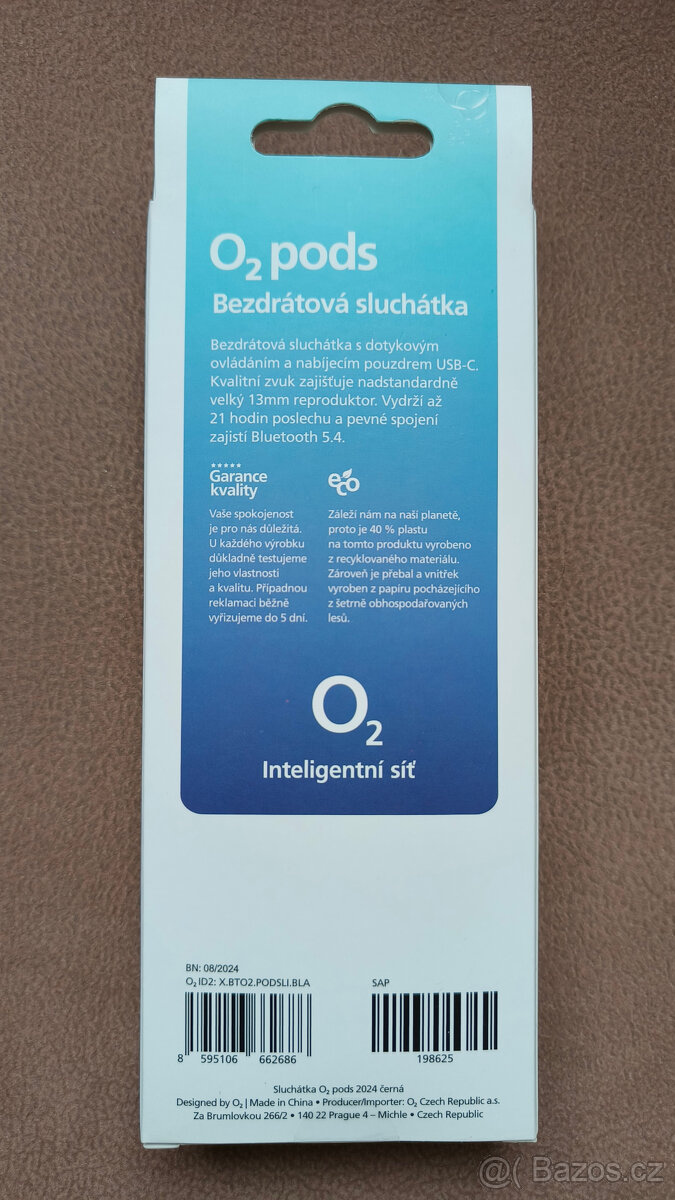 O₂ pods
Bezdrátová sluchátka
Bezdrátová sluchátka s dotykovým
ovládáním a nabíjecím pouzdrem USB-C.
Kvalitní zvuk zajišťuje nadstandardně
velký 13mm reproduktor. Vydrží až
21 hodin poslechu a pevné spojení
zajistí Bluetooth 5.4.
Garance
kvality
Vaše spokojenost
je pro nás důležitá.
U každého výrobku
důkladně testujeme
jeho vlastnosti
a kvalitu. Případnou
reklamaci běžně
vyřizujeme do 5 dní.
eco
Záleží nám na naší planetě,
proto je 40 % plastu
na tomto produktu vyrobeno
z recyklovaného materiálu.
Zároveň je přebal a vnitřek
vyroben z papíru pocházejícího
z šetrně obhospodařovaných
lesů.
O₂
Inteligentní síť
BN: 08/2024
O₂ ID2: X.BTO2.PODSLI.BLA
8 595106 662686
SAP
198625
Sluchátka O₂ pods 2024 černá
Designed by O₂ | Made in China • Producer/Importer: O₂ Czech Republic a.s.
Za Brumlovkou 266/2 • 140 22 Prague 4 – Michle • Czech Republic
@( Bazos.cz